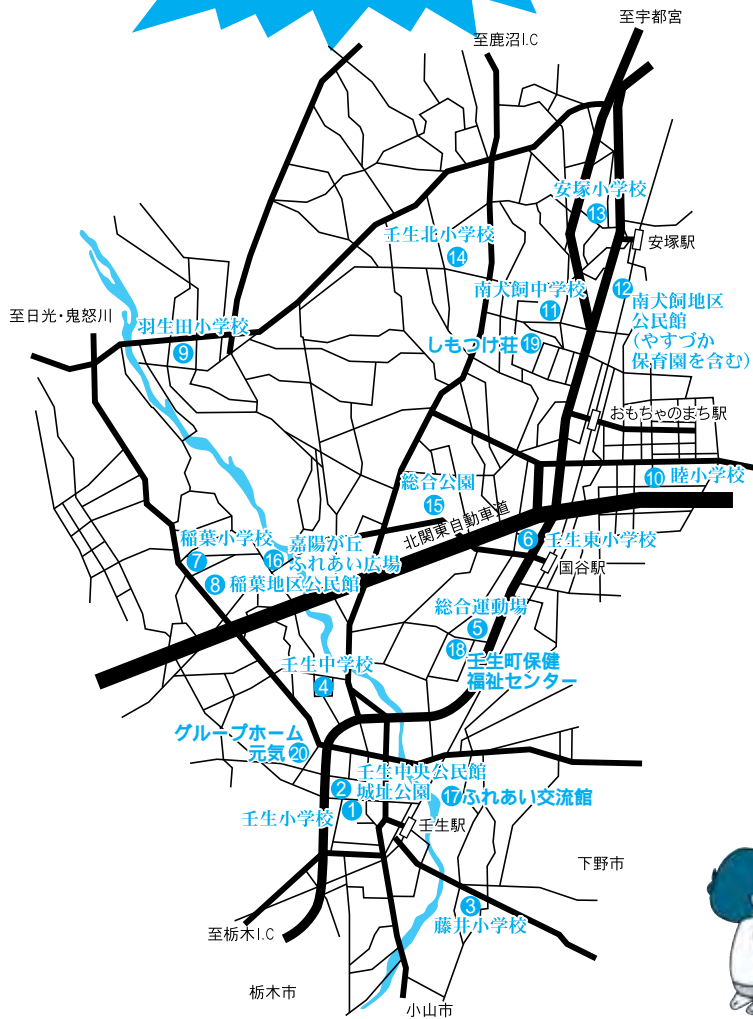 至宇都宮
至鹿沼I.C
安塚小学校
⑬
安塚駅
壬生北小学校
⑭
南犬飼中学校
⑪
⑫
南犬飼地区
公民館
(やすづか
保育園を含む)
至日光・鬼怒川
羽生田小学校
⑨
しもつけ荘⑲
おもちゃのまち駅
⑩睦小学校
総合公園
⑮
北関東自動車道
⑥壬生東小学校
国谷駅
稲葉小学校
⑦
⑯
嘉陽が丘
ふれあい広場
⑧稲葉地区公民館
総合運動場
⑤
⑱
壬生町保健
福祉センター
壬生中学校
④
グループホーム
元気⑳
壬生中央公民館
②城址公園
①
壬生小学校
⑰ふれあい交流館
壬生駅
下野市
③
藤井小学校
至栃木I.C
栃木市
小山市